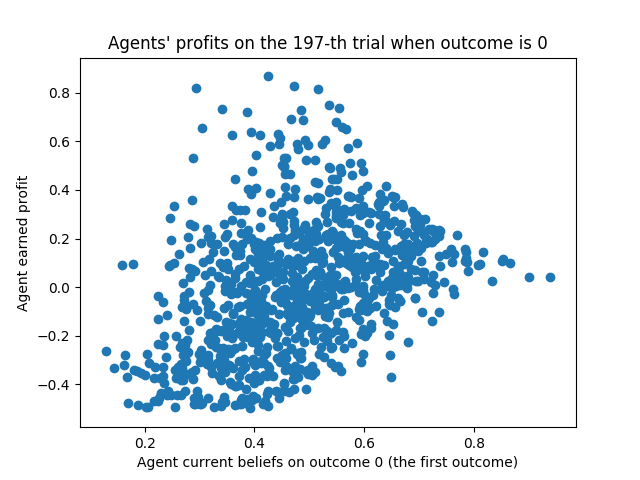 Agents' profits on the 197-th trial when outcome is 0
Agent earned profit
0.8
0.6
0.4
0.2
0.0
−0.2
−0.4
0.2 0.4 0.6 0.8
Agent current beliefs on outcome 0 (the first outcome)